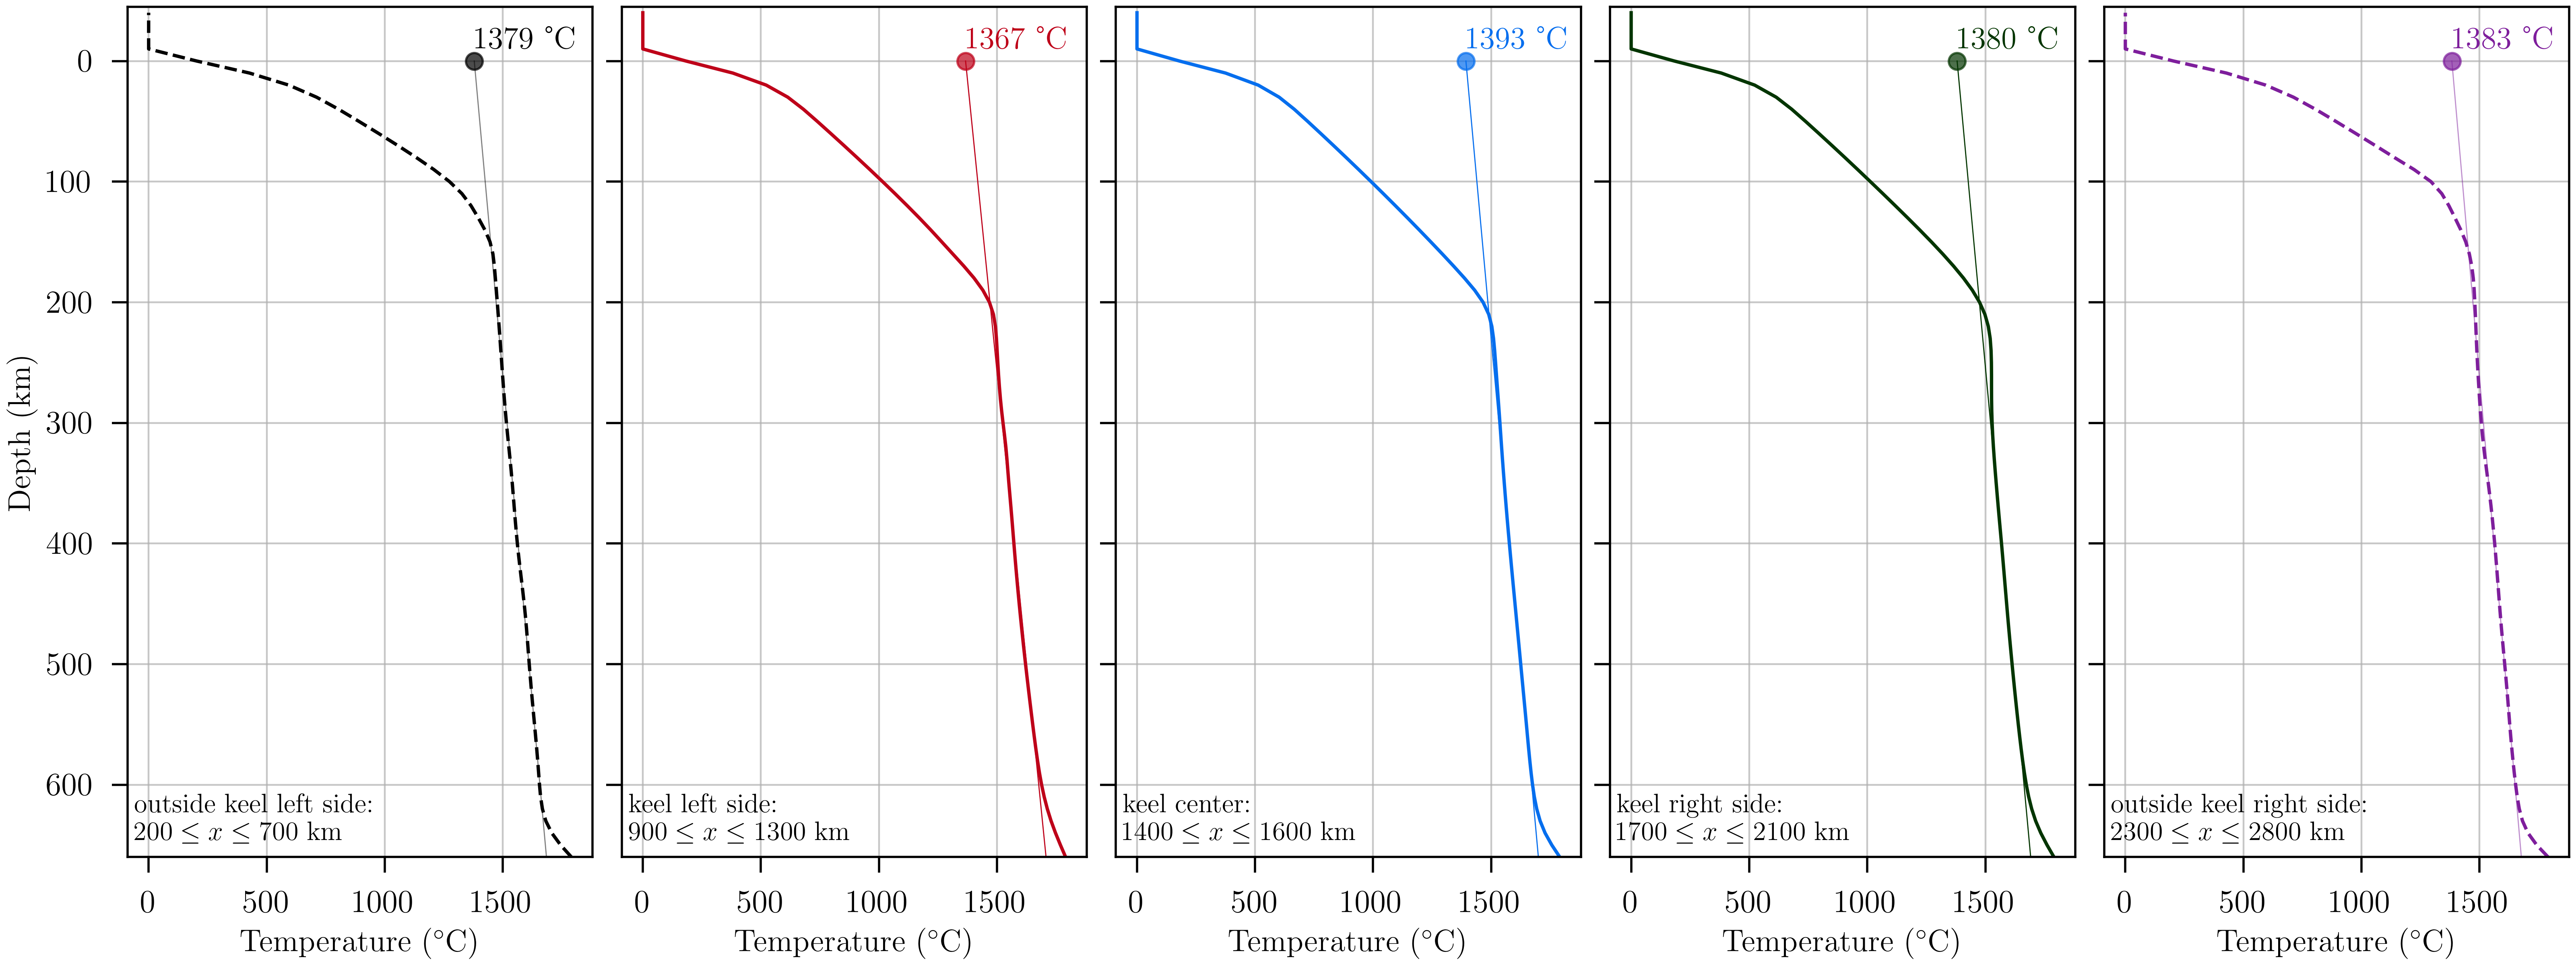 1379 °C
1367 °C
1393 °C
1380 °C
1383 °C
0
100
200
300
400
500
600
Depth (km)
outside keel left side:
200 ≤ x ≤ 700 km
keel left side:
900 ≤ x ≤ 1300 km
keel center:
1400 ≤ x ≤ 1600 km
keel right side:
1700 ≤ x ≤ 2100 km
outside keel right side:
2300 ≤ x ≤ 2800 km
0 500 1000 1500
0 500 1000 1500
0 500 1000 1500
0 500 1000 1500
0 500 1000 1500
Temperature (°C)
Temperature (°C)
Temperature (°C)
Temperature (°C)
Temperature (°C)